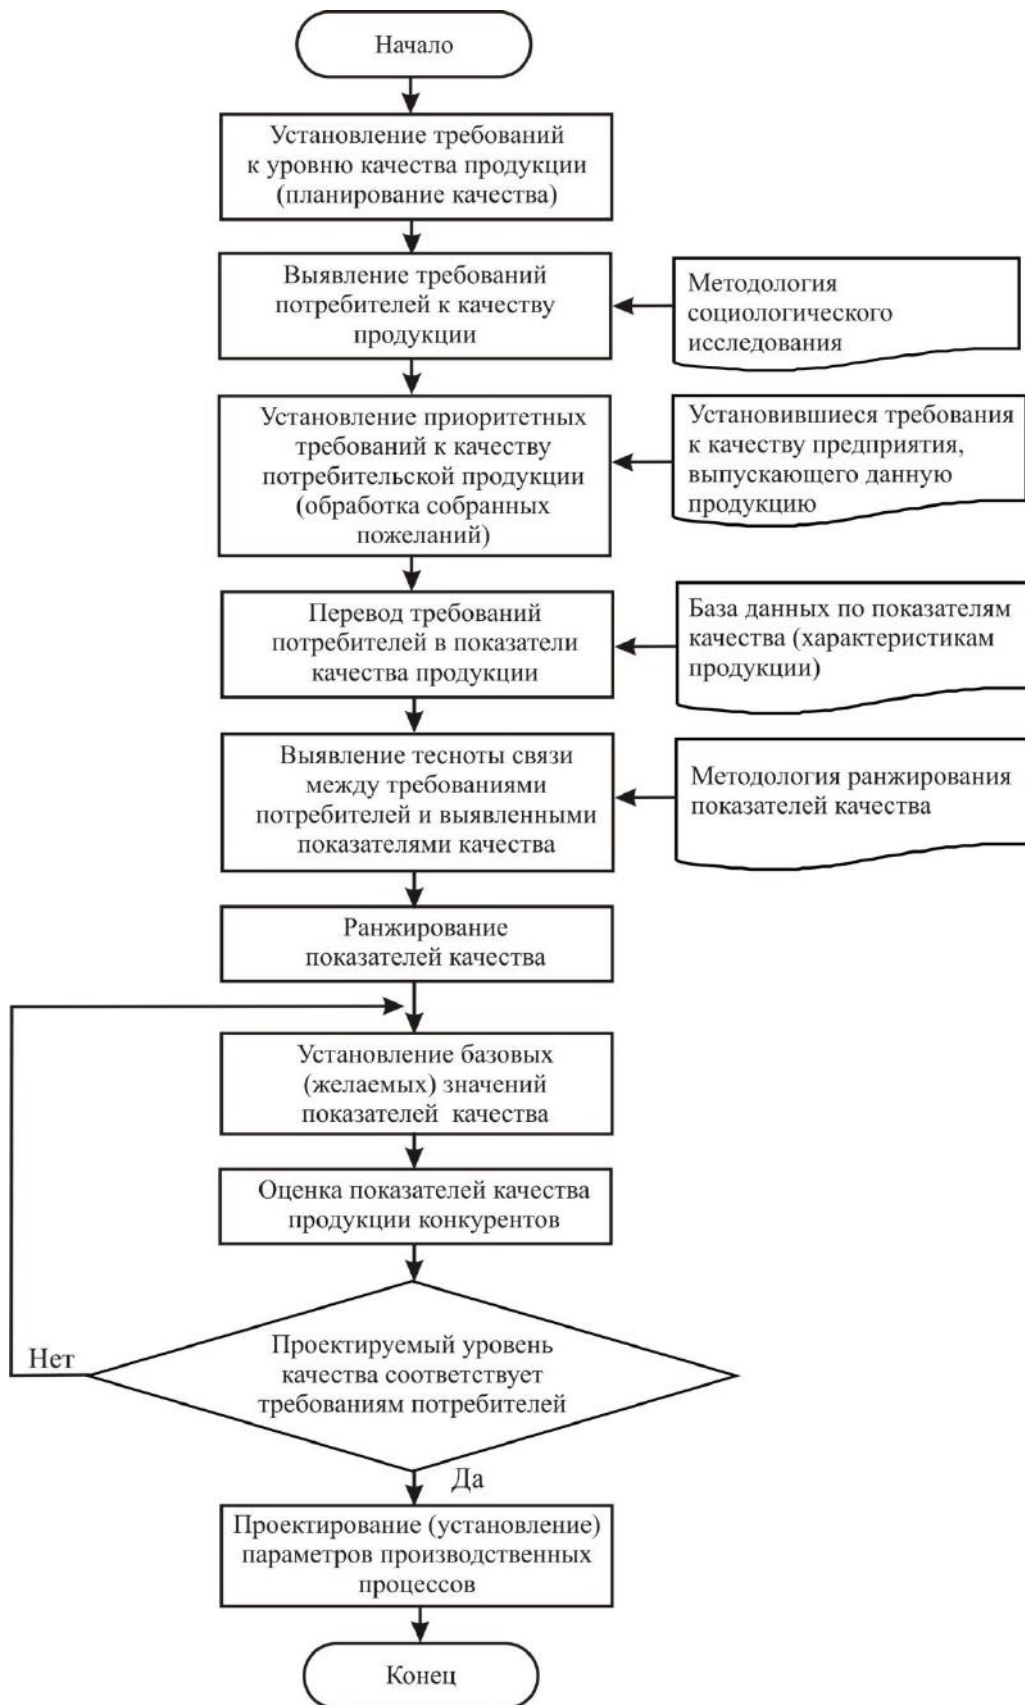 Начало
Установление требований
к уровню качества продукции
(планирование качества)
Выявление требований
потребителей к качеству
продукции
Методология
социологического
исследования
Установление приоритетных
требований к качеству
потребительской продукции
(обработка собранных
пожеланий)
Установившиеся требования
к качеству предприятия,
выпускающего данную
продукцию
Перевод требований
потребителей в показатели
качества продукции
База данных по показателям
качества (характеристикам
продукции)
Выявление тесноты связи
между требованиями
потребителей и выявленными
показателями качества
Методология ранжирования
показателей качества
Ранжирование
показателей качества
Установление базовых
(желаемых) значений
показателей качества
Оценка показателей качества
продукции конкурентов
Проектируемый уровень
качества соответствует
требованиям потребителей
Нет
Да
Проектирование (установление)
параметров производственных
процессов
Конец